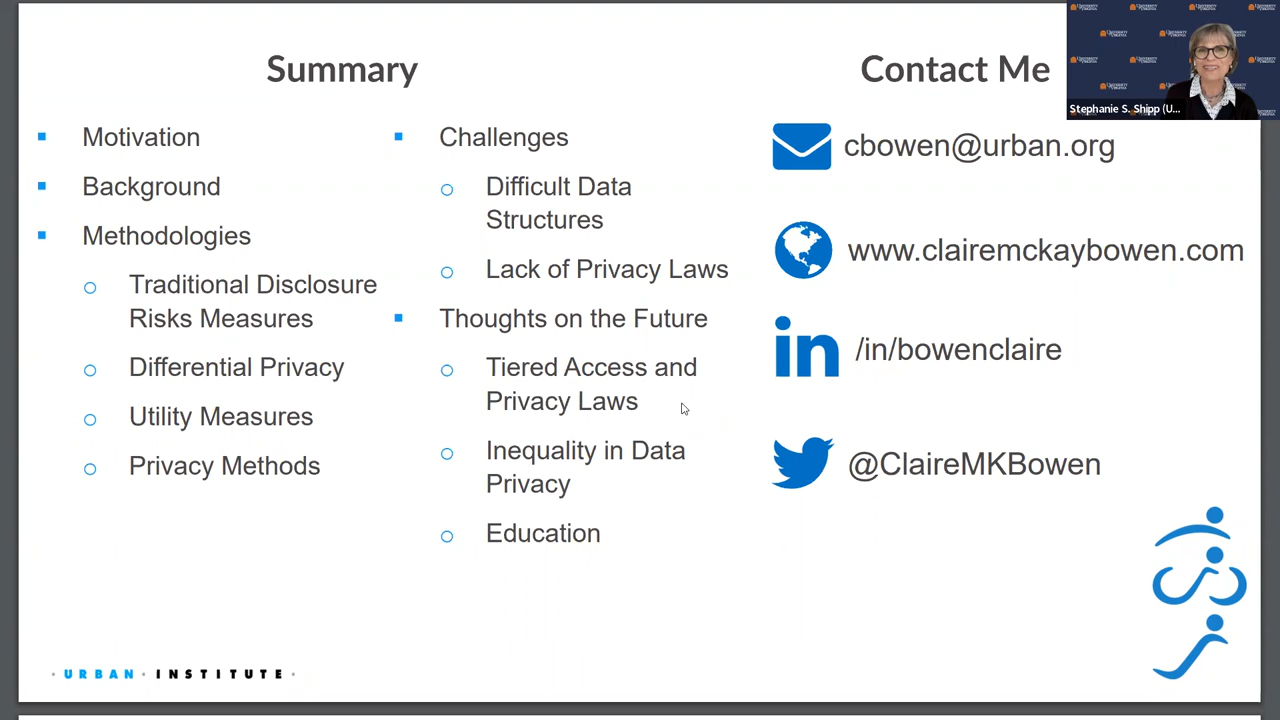 Summary
Motivation
Background
Methodologies
Traditional Disclosure
Risks Measures
Differential Privacy
Utility Measures
Privacy Methods
Challenges
Difficult Data
Structures
Lack of Privacy Laws
Thoughts on the Future
Tiered Access and
Privacy Laws
Inequality in Data
Privacy
Education
Contact Me
cbowen@urban.org
www.clairemckaybowen.com
in /in/bowenclaire
@ClaireMKBowen
URBAN INSTITUTE
Stephanie S. Shipp (U...